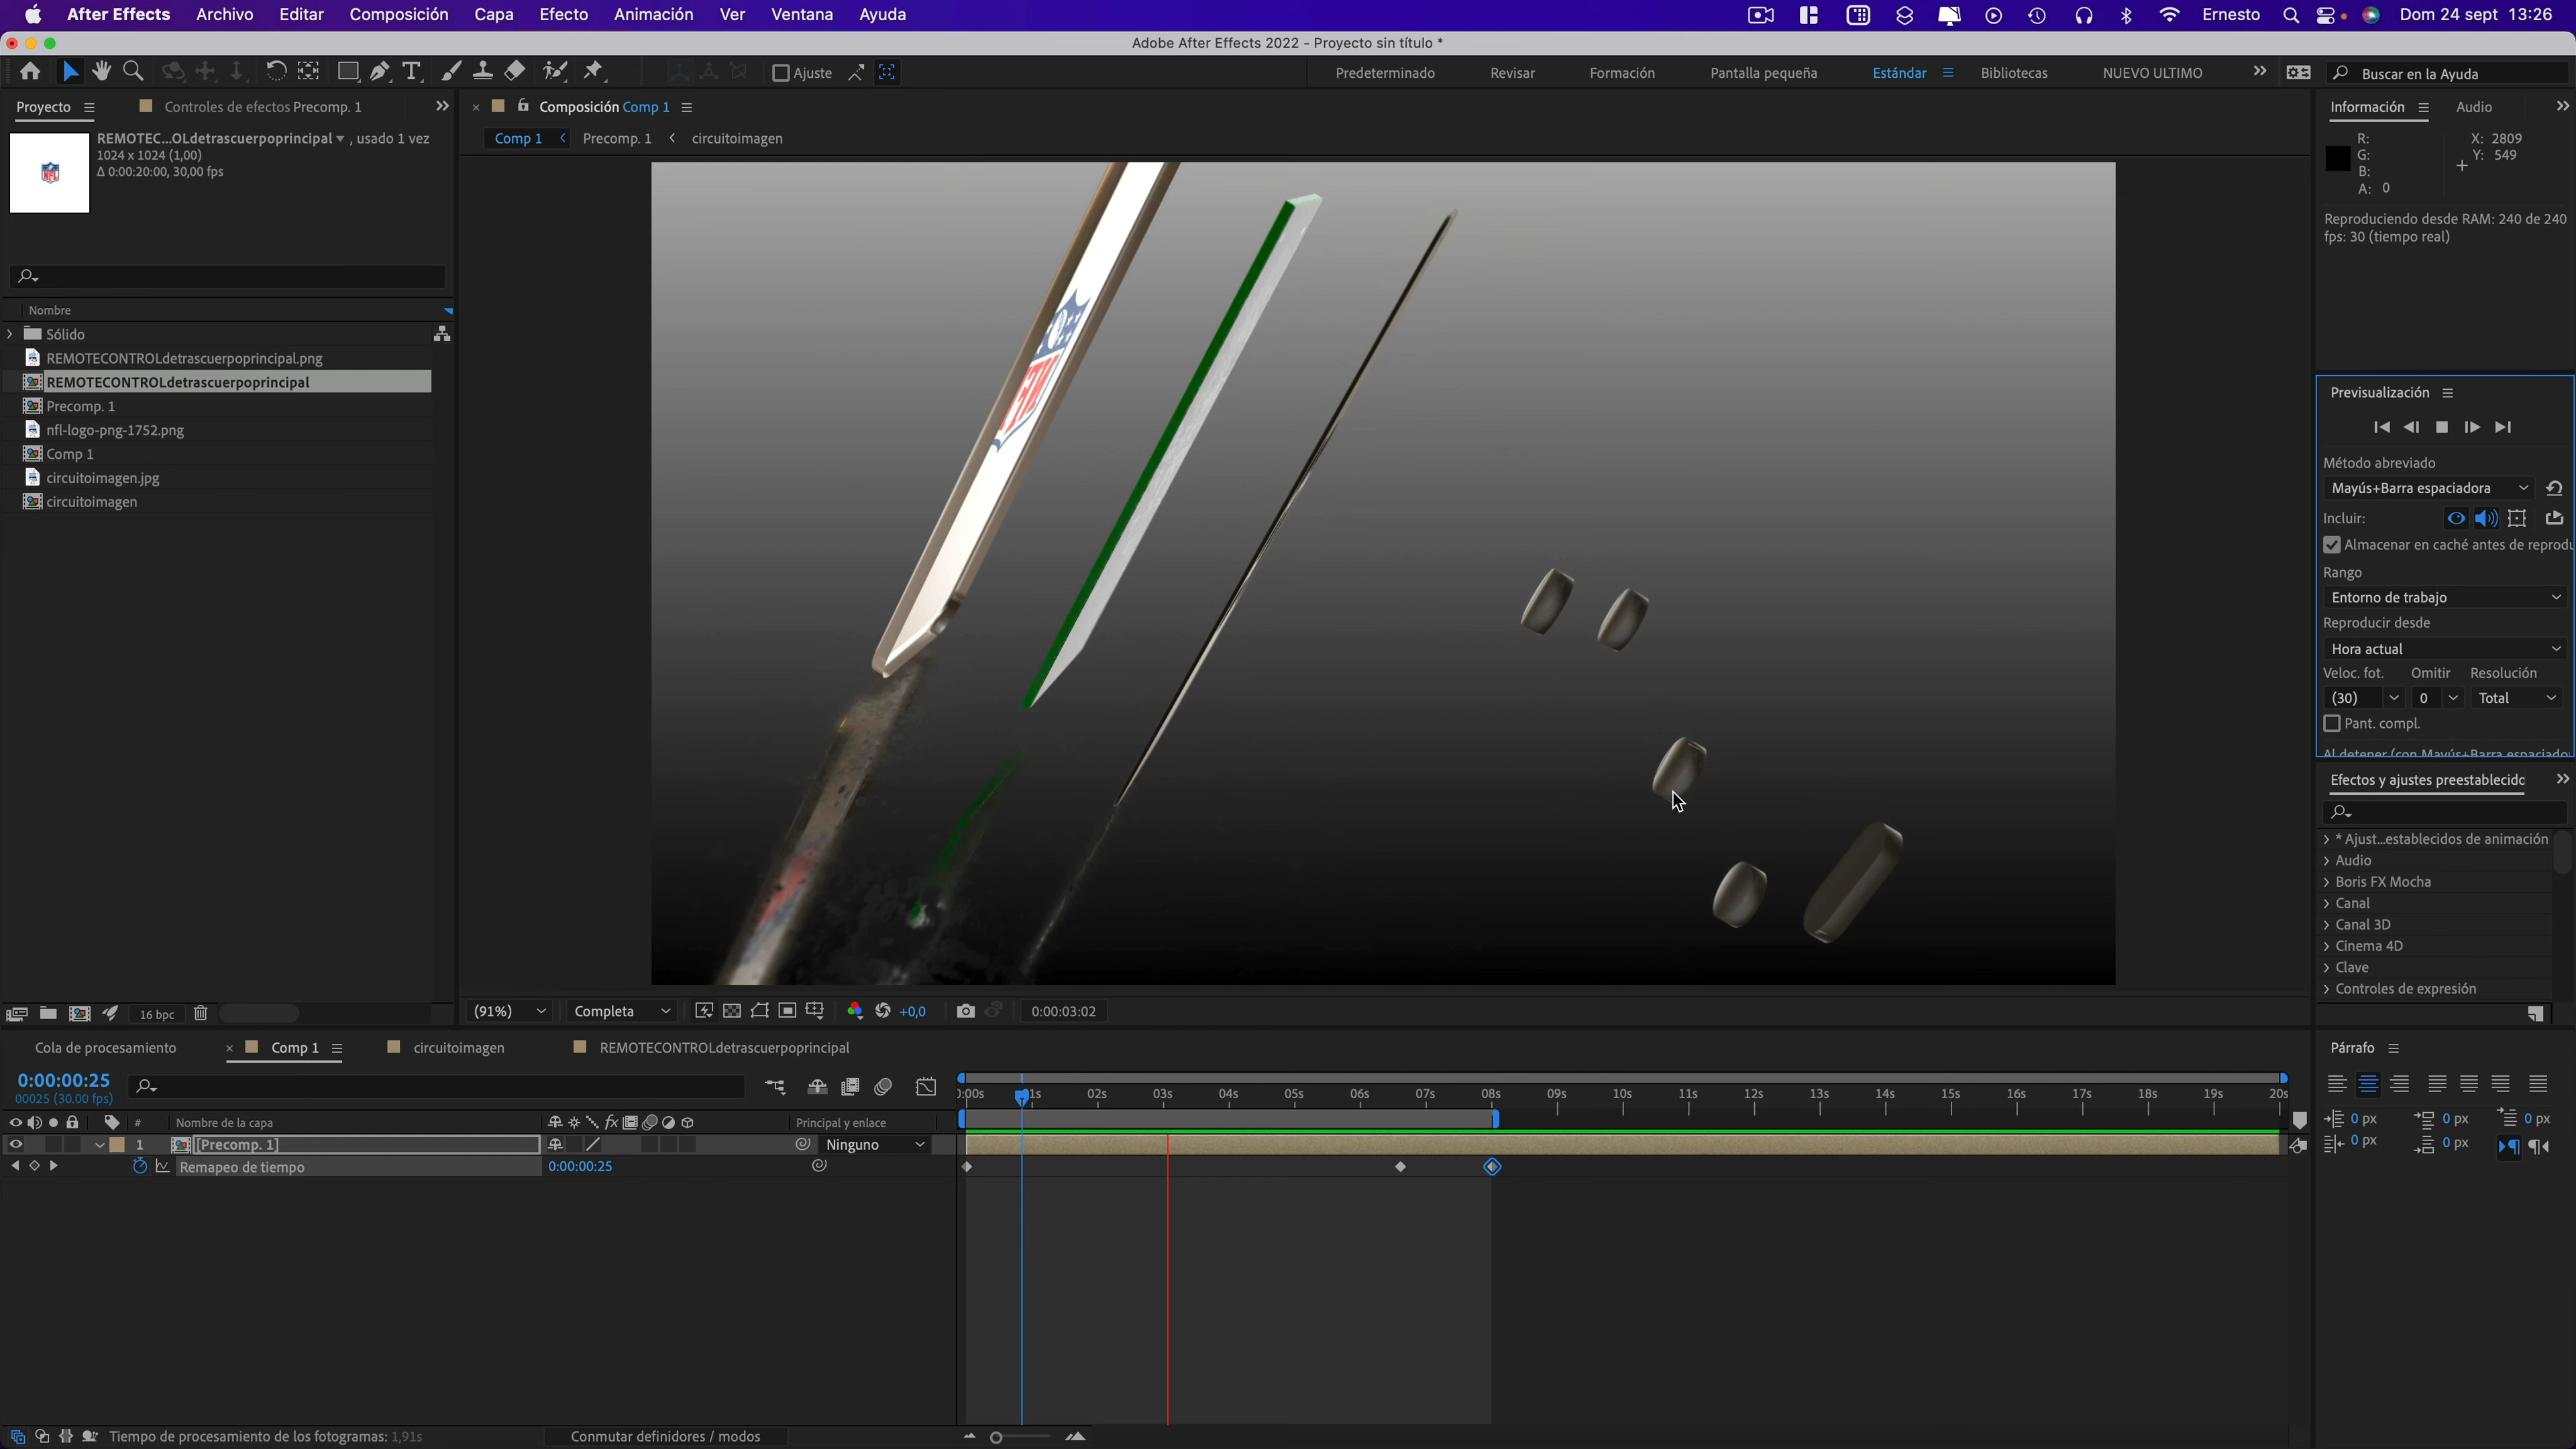 After Effects Archivo Editar Composición Capa Efecto Animación Ver Ventana Ayuda Ernesto Dom 24 sept 13:26
Adobe After Effects 2022 - Proyecto sin título *
Ajuste Predeterminado Revisar Formación Pantalla pequeña Estándar Bibliotecas NUEVO ULTIMO Buscar en la Ayuda
Proyecto Controles de efectos Precomp. 1
REMOTEC...OLdetrascuerpoprincipal , usado 1 vez
1024 x 1024 (1,00)
Δ 0:00:20:00, 30,00 fps
NFL
Nombre
Sólido
REMOTECONTROLdetrascuerpoprincipal.png
REMOTECONTROLdetrascuerpoprincipal
Precomp. 1
nfl-logo-png-1752.png
Comp 1
circuitoimagen.jpg
circuitoimagen
16 bpc
Composición Comp 1
Comp 1 Precomp. 1 circuitoimagen
NFL
(91%) Completa +0,0 0:00:03:02
Información Audio
R: X: 2809
G: Y: 549
B:
A: 0
Reproduciendo desde RAM: 240 de 240
fps: 30 (tiempo real)
Previsualización
Método abreviado
Mayús+Barra espaciadora
Incluir:
Almacenar en caché antes de reprodu
Rango
Entorno de trabajo
Reproducir desde
Hora actual
Veloc. fot. Omitir Resolución
(30) 0 Total
Pant. compl.
Al detener (con Mayús+Barra espaciado
Efectos y ajustes preestablecidc
* Ajust...establecidos de animación
Audio
Boris FX Mocha
Canal
Canal 3D
Cinema 4D
Clave
Controles de expresión
Cola de procesamiento Comp 1 circuitoimagen REMOTECONTROLdetrascuerpoprincipal
0:00:00:25
00025 (30.00 fps)
):00s 01s 02s 03s 04s 05s 06s 07s 08s 09s 10s 11s 12s 13s 14s 15s 16s 17s 18s 19s 20s
# Nombre de la capa fx Principal y enlace
1 [Precomp. 1] Ninguno
Remapeo de tiempo 0:00:00:25
Tiempo de procesamiento de los fotogramas: 1,91s Conmutar definidores / modos
Párrafo
0 px 0 px 0 px
0 px 0 px